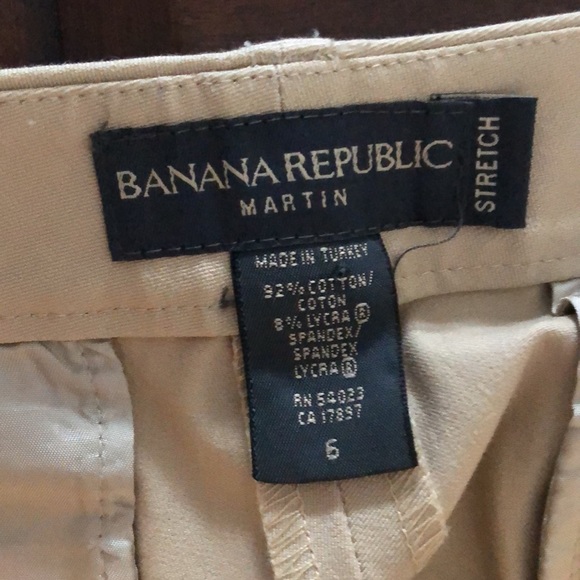 BANANA REPUBLIC
MARTIN
STRETCH
MADE IN TURKEY
92% COTTON/
COTON
8% LYCRA®
SPANDEX/
SPANDEX
LYCRA®
RN 54023
CA 17897
6